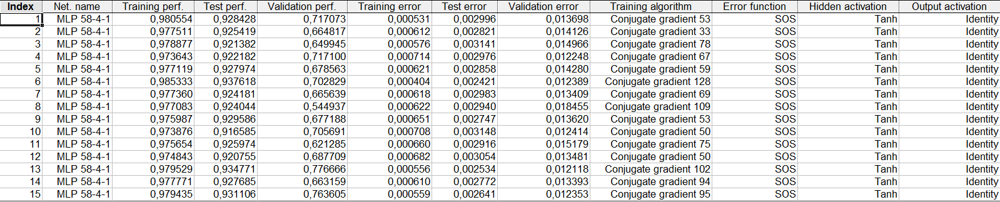 Index Net. name Training perf. Test perf. Validation perf. Training error Test error Validation error Training algorithm Error function Hidden activation Output activation
1 MLP 58-4-1 0,980554 0,928428 0,717073 0,000531 0,002996 0,013698 Conjugate gradient 53 SOS Tanh Identity
2 MLP 58-4-1 0,977511 0,925419 0,664817 0,000612 0,002821 0,014126 Conjugate gradient 33 SOS Tanh Identity
3 MLP 58-4-1 0,978877 0,921382 0,649945 0,000576 0,003141 0,014966 Conjugate gradient 78 SOS Tanh Identity
4 MLP 58-4-1 0,973643 0,922182 0,717100 0,000714 0,002976 0,012248 Conjugate gradient 67 SOS Tanh Identity
5 MLP 58-4-1 0,977119 0,927974 0,678563 0,000621 0,002858 0,014280 Conjugate gradient 59 SOS Tanh Identity
6 MLP 58-4-1 0,985333 0,937618 0,702829 0,000404 0,002421 0,012389 Conjugate gradient 128 SOS Tanh Identity
7 MLP 58-4-1 0,977360 0,924181 0,665639 0,000618 0,002983 0,013409 Conjugate gradient 69 SOS Tanh Identity
8 MLP 58-4-1 0,977083 0,924044 0,544937 0,000622 0,002940 0,018455 Conjugate gradient 109 SOS Tanh Identity
9 MLP 58-4-1 0,975987 0,929586 0,677188 0,000651 0,002747 0,013620 Conjugate gradient 53 SOS Tanh Identity
10 MLP 58-4-1 0,973876 0,916585 0,705691 0,000708 0,003148 0,012414 Conjugate gradient 50 SOS Tanh Identity
11 MLP 58-4-1 0,975654 0,925974 0,621285 0,000660 0,002916 0,015179 Conjugate gradient 75 SOS Tanh Identity
12 MLP 58-4-1 0,974843 0,920755 0,687709 0,000682 0,003054 0,013481 Conjugate gradient 50 SOS Tanh Identity
13 MLP 58-4-1 0,979529 0,934771 0,776666 0,000556 0,002534 0,012118 Conjugate gradient 102 SOS Tanh Identity
14 MLP 58-4-1 0,977771 0,927685 0,663159 0,000610 0,002772 0,013393 Conjugate gradient 94 SOS Tanh Identity
15 MLP 58-4-1 0,979435 0,931106 0,763605 0,000559 0,002641 0,012353 Conjugate gradient 95 SOS Tanh Identity